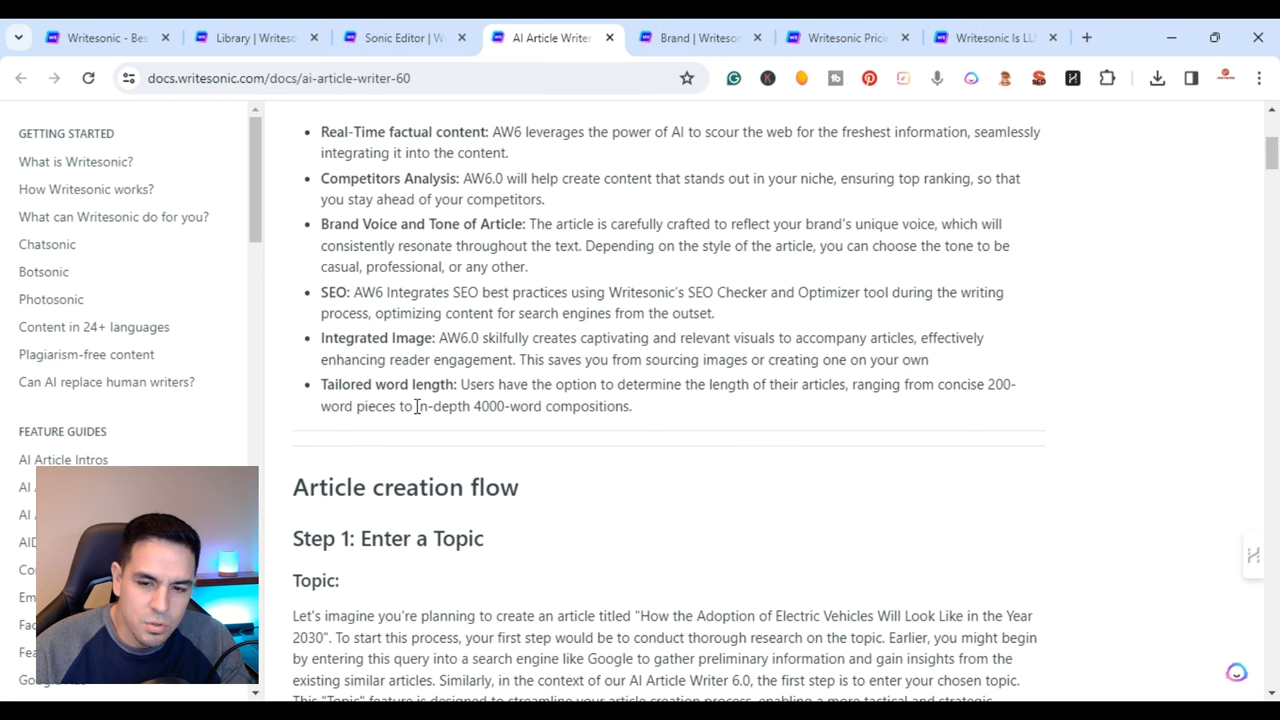 Writesonic - Bes
Library | Writeso
Sonic Editor | W
AI Article Writer
Brand | Writeson
Writesonic Pricin
Writesonic Is LL
docs.writesonic.com/docs/ai-article-writer-60
GETTING STARTED
What is Writesonic?
How Writesonic works?
What can Writesonic do for you?
Chatsonic
Botsonic
Photosonic
Content in 24+ languages
Plagiarism-free content
Can AI replace human writers?
FEATURE GUIDES
AI Article Intros
AI
AI
AID
Co
Em
Fac
Fea
Goog
• Real-Time factual content: AW6 leverages the power of AI to scour the web for the freshest information, seamlessly
integrating it into the content.
• Competitors Analysis: AW6.0 will help create content that stands out in your niche, ensuring top ranking, so that
you stay ahead of your competitors.
• Brand Voice and Tone of Article: The article is carefully crafted to reflect your brand's unique voice, which will
consistently resonate throughout the text. Depending on the style of the article, you can choose the tone to be
casual, professional, or any other.
• SEO: AW6 Integrates SEO best practices using Writesonic's SEO Checker and Optimizer tool during the writing
process, optimizing content for search engines from the outset.
• Integrated Image: AW6.0 skilfully creates captivating and relevant visuals to accompany articles, effectively
enhancing reader engagement. This saves you from sourcing images or creating one on your own
• Tailored word length: Users have the option to determine the length of their articles, ranging from concise 200-
word pieces to in-depth 4000-word compositions.
Article creation flow
Step 1: Enter a Topic
Topic:
Let's imagine you're planning to create an article titled "How the Adoption of Electric Vehicles Will Look Like in the Year
2030". To start this process, your first step would be to conduct thorough research on the topic. Earlier, you might begin
by entering this query into a search engine like Google to gather preliminary information and gain insights from the
existing similar articles. Similarly, in the context of our AI Article Writer 6.0, the first step is to enter your chosen topic.
This "Topic" feature is designed to streamline your article creation process, enabling a more tactical and strategic